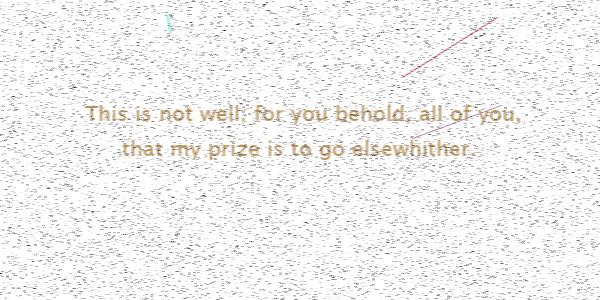 This is not well; for you behold, all of you,
that my prize is to go elsewhither.